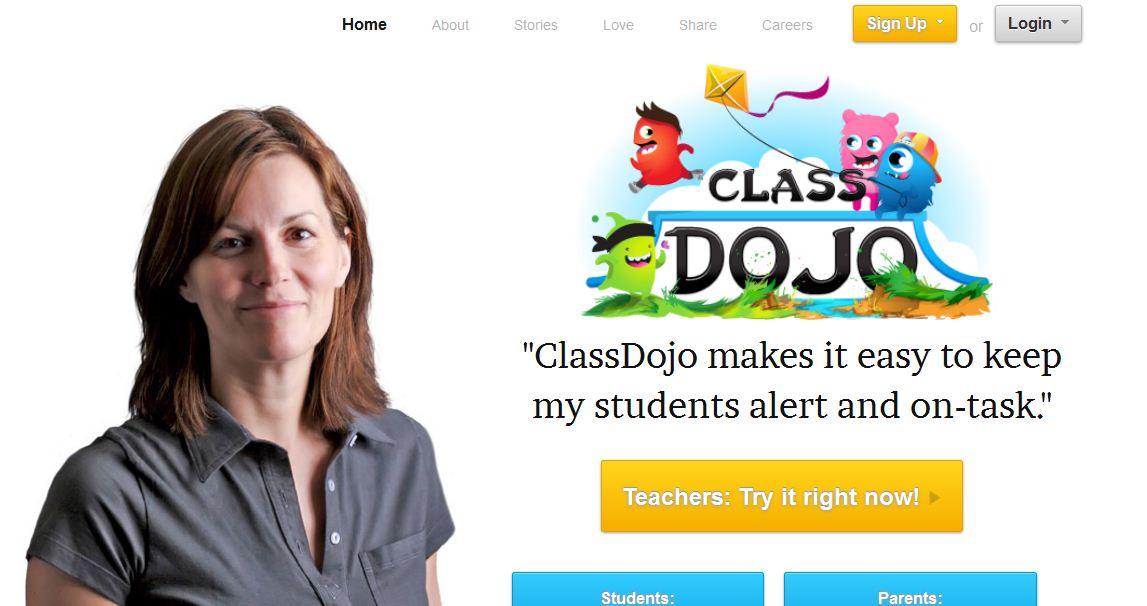 Home About Stories Love Share Careers Sign Up or Login
CLASS
DOJO
"ClassDojo makes it easy to keep
my students alert and on-task."
Teachers: Try it right now!
Students: Parents: